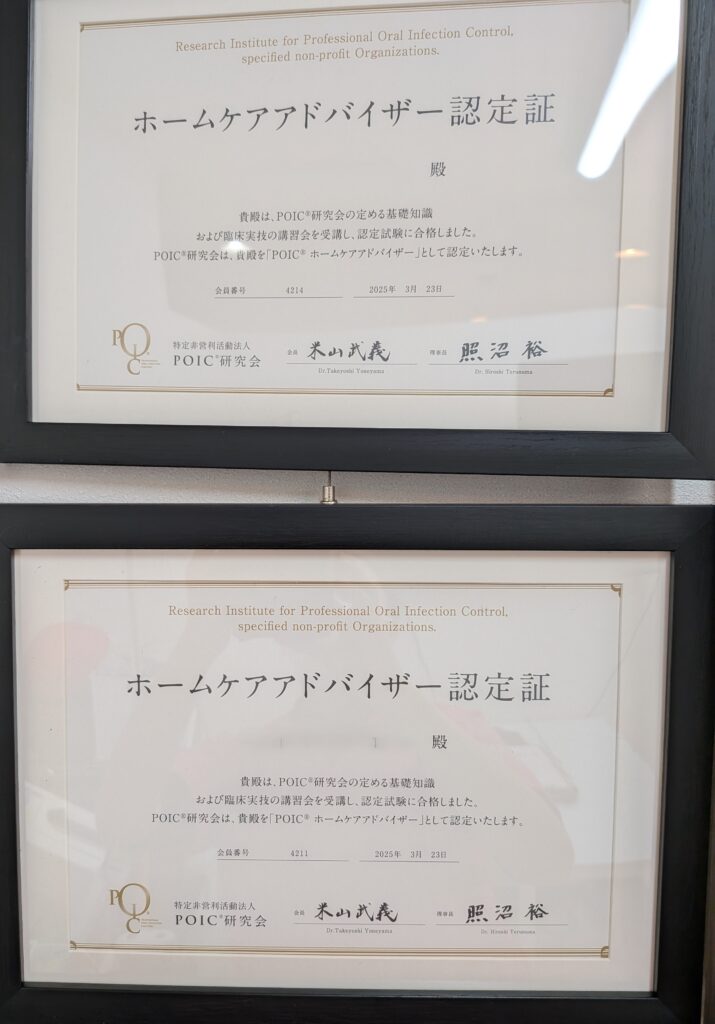 Research Institute for Professional Oral Infection Control,
specified non-profit Organizations.
ホームケアアドバイザー認定証
殿
貴殿は、POIC®研究会の定める基礎知識
および臨床実技の講習会を受講し、認定試験に合格しました。
POIC®研究会は、貴殿を「POIC® ホームケアアドバイザー」として認定いたします。
会員番号 4214 2025年 3月 23日
POIC
特定非営利活動法人
POIC®研究会
会長 米山武義
Dr.Takeyoshi Yoneyama
理事長 照沼裕
Dr. Hiroshi Terunuma
Research Institute for Professional Oral Infection Control,
specified non-profit Organizations.
ホームケアアドバイザー認定証
殿
貴殿は、POIC®研究会の定める基礎知識
および臨床実技の講習会を受講し、認定試験に合格しました。
POIC®研究会は、貴殿を「POIC® ホームケアアドバイザー」として認定いたします。
会員番号 4211 2025年 3月 23日
POIC
特定非営利活動法人
POIC®研究会
会長 米山武義
Dr.Takeyoshi Yoneyama
理事長 照沼裕
Dr. Hiroshi Terunuma